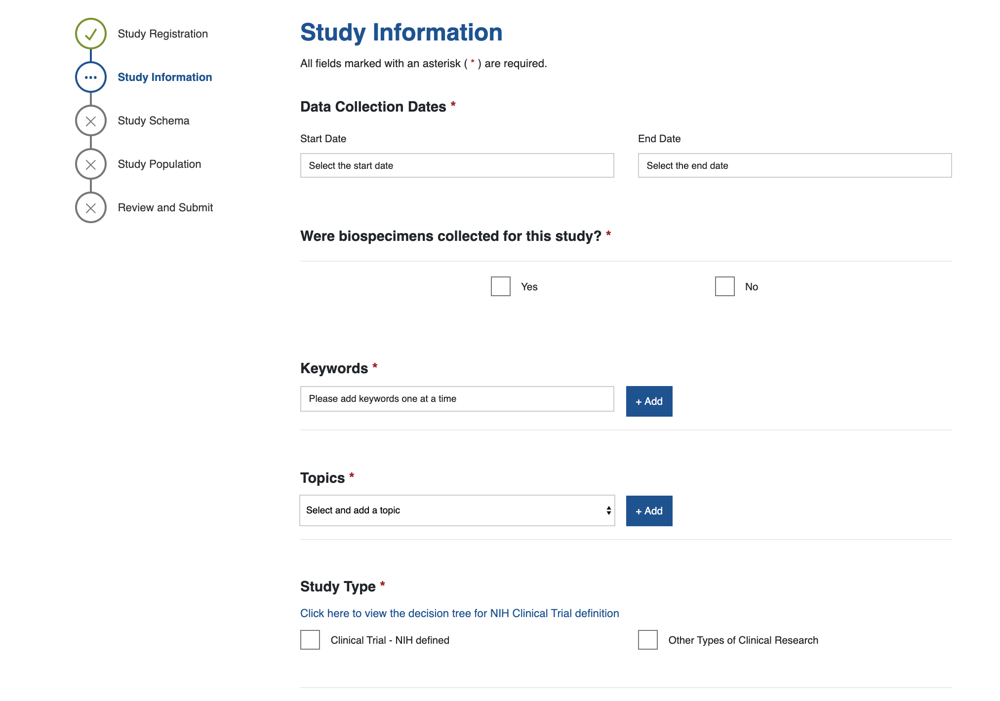 Study Registration
Study Information
Study Schema
Study Population
Review and Submit
Study Information
All fields marked with an asterisk ( * ) are required.
Data Collection Dates *
Start Date
End Date
Select the start date
Select the end date
Were biospecimens collected for this study? *
Yes
No
Keywords *
Please add keywords one at a time
+ Add
Topics *
Select and add a topic
+ Add
Study Type *
Click here to view the decision tree for NIH Clinical Trial definition
Clinical Trial - NIH defined
Other Types of Clinical Research